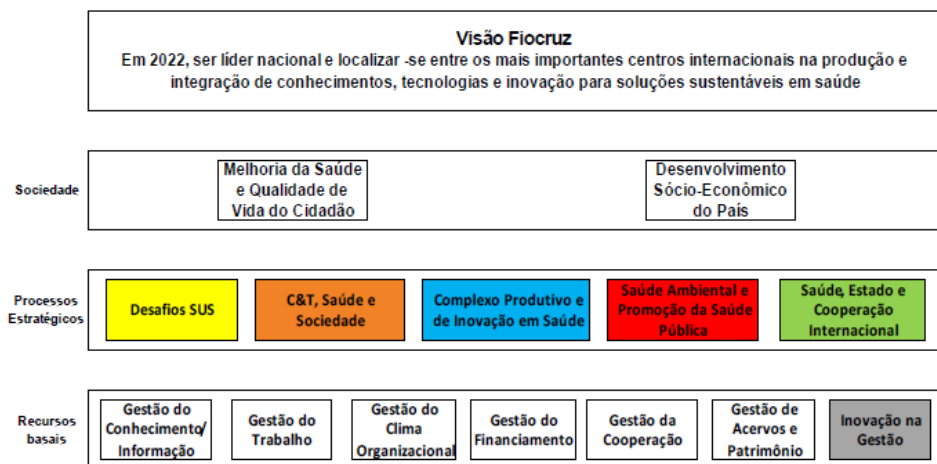 Visão Fiocruz
Em 2022, ser líder nacional e localizar -se entre os mais importantes centros internacionais na produção e
integração de conhecimentos, tecnologias e inovação para soluções sustentáveis em saúde
Sociedade
Melhoria da Saúde
e Qualidade de
Vida do Cidadão
Desenvolvimento
Sócio-Econômico
do País
Processos
Estratégicos
Desafios SUS
C&T, Saúde e
Sociedade
Complexo Produtivo e
de Inovação em Saúde
Saúde Ambiental e
Promoção da Saúde
Pública
Saúde, Estado e
Cooperação
Internacional
Recursos
basais
Gestão do
Conhecimento/
Informação
Gestão do
Trabalho
Gestão do
Clima
Organizacional
Gestão do
Financiamento
Gestão da
Cooperação
Gestão de
Acervos e
Patrimônio
Inovação na
Gestão